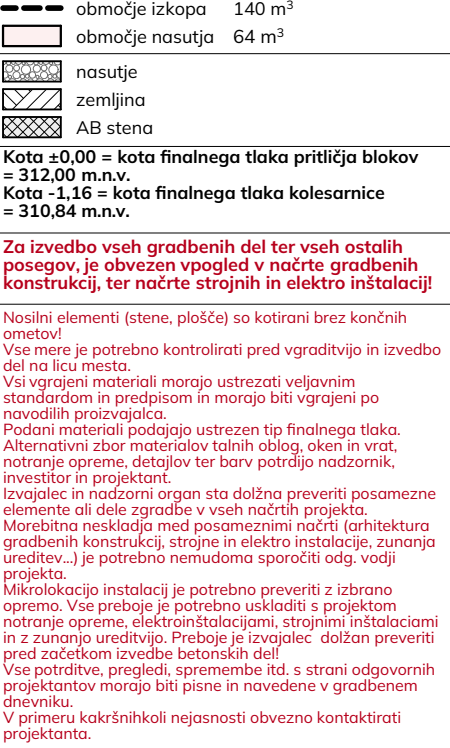 območje izkopa 140 m³
območje nasutja 64 m³
nasutje
zemljina
AB stena
Kota ±0,00 = kota finalnega tlaka pritličja blokov
= 312,00 m.n.v.
Kota -1,16 = kota finalnega tlaka kolesarnice
= 310,84 m.n.v.
Za izvedbo vseh gradbenih del ter vseh ostalih
posegov, je obvezen vpogled v načrte gradbenih
konstrukcij, ter načrte strojnih in elektro inštalacij!
Nosilni elementi (stene, plošče) so kotirani brez končnih
ometov!
Vse mere je potrebno kontrolirati pred vgraditvijo in izvedbo
del na licu mesta.
Vsi vgrajeni materiali morajo ustrezati veljavnim
standardom in predpisom in morajo biti vgrajeni po
navodilih proizvajalca.
Podani materiali podajajo ustrezen tip finalnega tlaka.
Alternativni zbor materialov talnih oblog, oken in vrat,
notranje opreme, detajlov ter barv potrdijo nadzornik,
investitor in projektant.
Izvajalec in nadzorni organ sta dolžna preveriti posamezne
elemente ali dele zgradbe v vseh načrtih projekta.
Morebitna neskladja med posameznimi načrti (arhitektura
gradbenih konstrukcij, strojne in elektro instalacije, zunanja
ureditev...) je potrebno nemudoma sporočiti odg. vodji
projekta.
Mikrolokacijo instalacij je potrebno preveriti z izbrano
opremo. Vse preboje je potrebno uskladiti s projektom
notranje opreme, elektroinštalacijami, strojnimi inštalaciami
in z zunanjo ureditvijo. Preboje je izvajalec dolžan preveriti
pred začetkom izvedbe betonskih del!
Vse potrditve, pregledi, spremembe itd. s strani odgovornih
projektantov morajo biti pisne in navedene v gradbenem
dnevniku.
V primeru kakršnihkoli nejasnosti obvezno kontaktirati
projektanta.